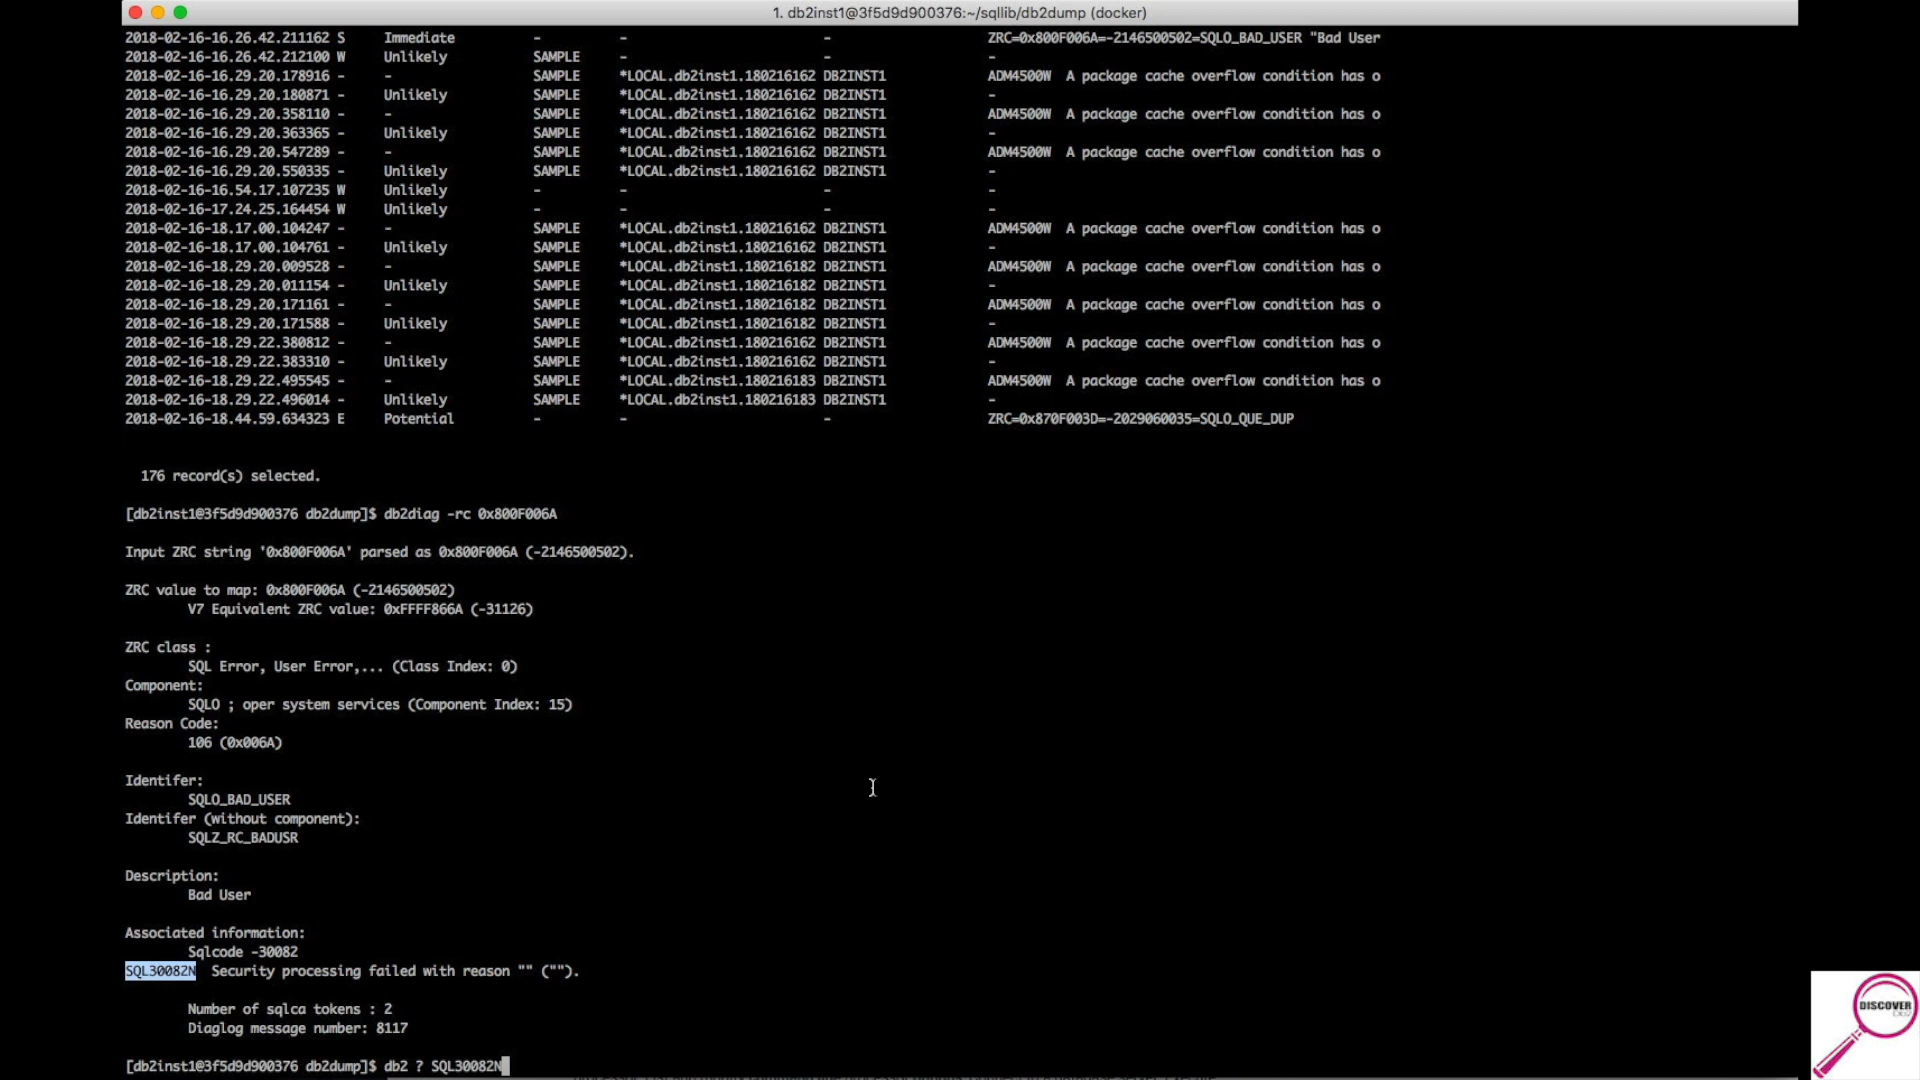 1. db2inst1@3f5d9d900376:~/sqllib/db2dump (docker)
2018-02-16-16.26.42.211162 S Immediate - - - ZRC=0x800F006A=-2146500502=SQLO_BAD_USER "Bad User
2018-02-16-16.26.42.212100 W Unlikely SAMPLE - - -
2018-02-16-16.29.20.178916 - - SAMPLE *LOCAL.db2inst1.180216162 DB2INST1 ADM4500W A package cache overflow condition has o
2018-02-16-16.29.20.180871 - Unlikely SAMPLE *LOCAL.db2inst1.180216162 DB2INST1 -
2018-02-16-16.29.20.358110 - - SAMPLE *LOCAL.db2inst1.180216162 DB2INST1 ADM4500W A package cache overflow condition has o
2018-02-16-16.29.20.363365 - Unlikely SAMPLE *LOCAL.db2inst1.180216162 DB2INST1 -
2018-02-16-16.29.20.547289 - - SAMPLE *LOCAL.db2inst1.180216162 DB2INST1 ADM4500W A package cache overflow condition has o
2018-02-16-16.29.20.550335 - Unlikely SAMPLE *LOCAL.db2inst1.180216162 DB2INST1 -
2018-02-16-16.54.17.107235 W Unlikely - - - -
2018-02-16-17.24.25.164454 W Unlikely - - - -
2018-02-16-18.17.00.104247 - - SAMPLE *LOCAL.db2inst1.180216162 DB2INST1 ADM4500W A package cache overflow condition has o
2018-02-16-18.17.00.104761 - Unlikely SAMPLE *LOCAL.db2inst1.180216162 DB2INST1 -
2018-02-16-18.29.20.009528 - - SAMPLE *LOCAL.db2inst1.180216182 DB2INST1 ADM4500W A package cache overflow condition has o
2018-02-16-18.29.20.011154 - Unlikely SAMPLE *LOCAL.db2inst1.180216182 DB2INST1 -
2018-02-16-18.29.20.171161 - - SAMPLE *LOCAL.db2inst1.180216182 DB2INST1 ADM4500W A package cache overflow condition has o
2018-02-16-18.29.20.171588 - Unlikely SAMPLE *LOCAL.db2inst1.180216182 DB2INST1 -
2018-02-16-18.29.22.380812 - - SAMPLE *LOCAL.db2inst1.180216162 DB2INST1 ADM4500W A package cache overflow condition has o
2018-02-16-18.29.22.383310 - Unlikely SAMPLE *LOCAL.db2inst1.180216162 DB2INST1 -
2018-02-16-18.29.22.495545 - - SAMPLE *LOCAL.db2inst1.180216183 DB2INST1 ADM4500W A package cache overflow condition has o
2018-02-16-18.29.22.496014 - Unlikely SAMPLE *LOCAL.db2inst1.180216183 DB2INST1 -
2018-02-16-18.44.59.634323 E Potential - - - ZRC=0x870F003D=-2029060035=SQLO_QUE_DUP
176 record(s) selected.
[db2inst1@3f5d9d900376 db2dump]$ db2diag -rc 0x800F006A
Input ZRC string '0x800F006A' parsed as 0x800F006A (-2146500502).
ZRC value to map: 0x800F006A (-2146500502)
V7 Equivalent ZRC value: 0xFFFF866A (-31126)
ZRC class :
SQL Error, User Error,... (Class Index: 0)
Component:
SQLO ; oper system services (Component Index: 15)
Reason Code:
106 (0x006A)
Identifer:
SQLO_BAD_USER
Identifer (without component):
SQLZ_RC_BADUSR
Description:
Bad User
Associated information:
Sqlcode -30082
SQL30082N Security processing failed with reason "" ("").
Number of sqlca tokens : 2
Diaglog message number: 8117
[db2inst1@3f5d9d900376 db2dump]$ db2 ? SQL30082N
DISCOVER